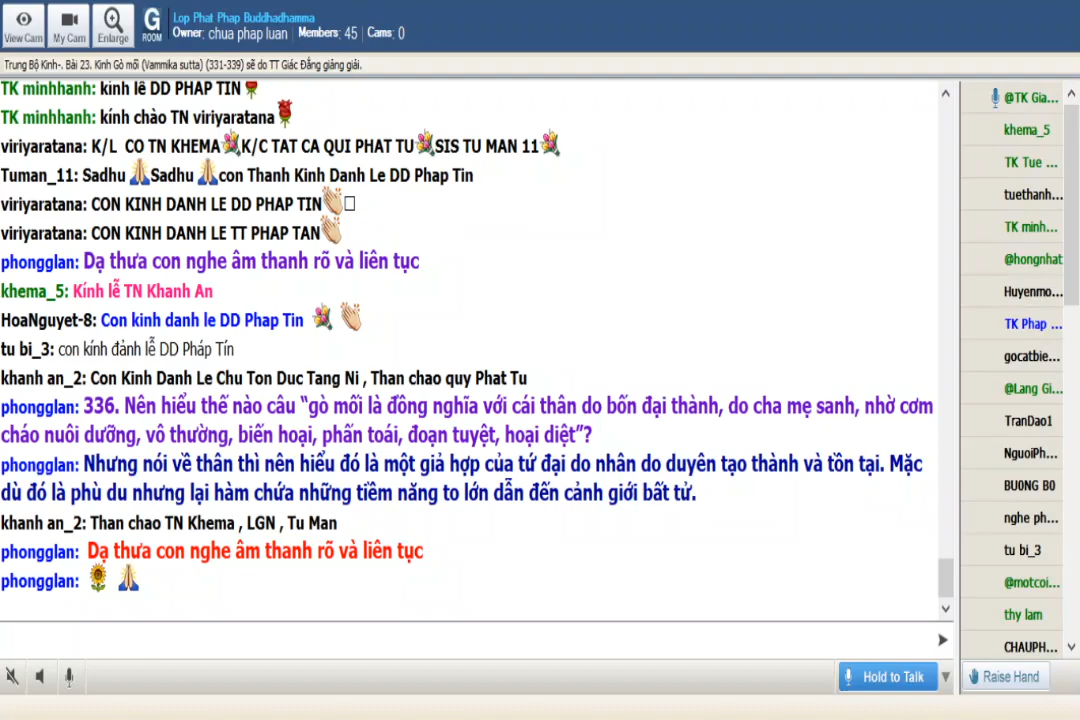 View Cam
My Cam
Enlarge
G
ROOM
Lop Phat Phap Buddhadhamma
Owner: chua phap luan | Members: 45 | Cams: 0
Trung Bộ Kinh-. Bài 23. Kinh Gò mối (Vammika sutta) (331-339) sẽ do TT Giác Đẳng giảng giải.
TK minhhanh: kinh lê DD PHAP TIN
TK minhhanh: kính chào TN viriyaratana
viriyaratana: K/L CO TN KHEMA K/C TAT CA QUI PHAT TU SIS TU MAN 11
Tuman_11: Sadhu Sadhu con Thanh Kinh Danh Le DD Phap Tin
viriyaratana: CON KINH DANH LE DD PHAP TIN
viriyaratana: CON KINH DANH LE TT PHAP TAN
phongglan: Dạ thưa con nghe âm thanh rõ và liên tục
khema_5: Kính lễ TN Khanh An
HoaNguyet-8: Con kinh danh le DD Phap Tin
tu bi_3: con kính đảnh lễ DD Pháp Tín
khanh an_2: Con Kinh Danh Le Chu Ton Duc Tang Ni , Than chao quy Phat Tu
phongglan: 336. Nên hiểu thế nào câu “gò mối là đồng nghĩa với cái thân do bốn đại thành, do cha mẹ sanh, nhờ cơm
cháo nuôi dưỡng, vô thường, biến hoại, phấn toái, đoạn tuyệt, hoại diệt”?
phongglan: Nhưng nói về thân thì nên hiểu đó là một giả hợp của tứ đại do nhân do duyên tạo thành và tồn tại. Mặc
dù đó là phù du nhưng lại hàm chứa những tiềm năng to lớn dẫn đến cảnh giới bất tử.
khanh an_2: Than chao TN Khema , LGN , Tu Man
phongglan: Dạ thưa con nghe âm thanh rõ và liên tục
phongglan:
@TK Gia...
khema_5
TK Tue ...
tuethanh...
TK minh...
@hongnhat
Huyenmo...
TK Phap ...
gocatbie...
@Lang Gi...
TranDao1
NguoiPh...
BU0NG B0
nghe ph...
tu bi_3
@motcoi...
thy lam
CHAUPH...
Hold to Talk
Raise Hand